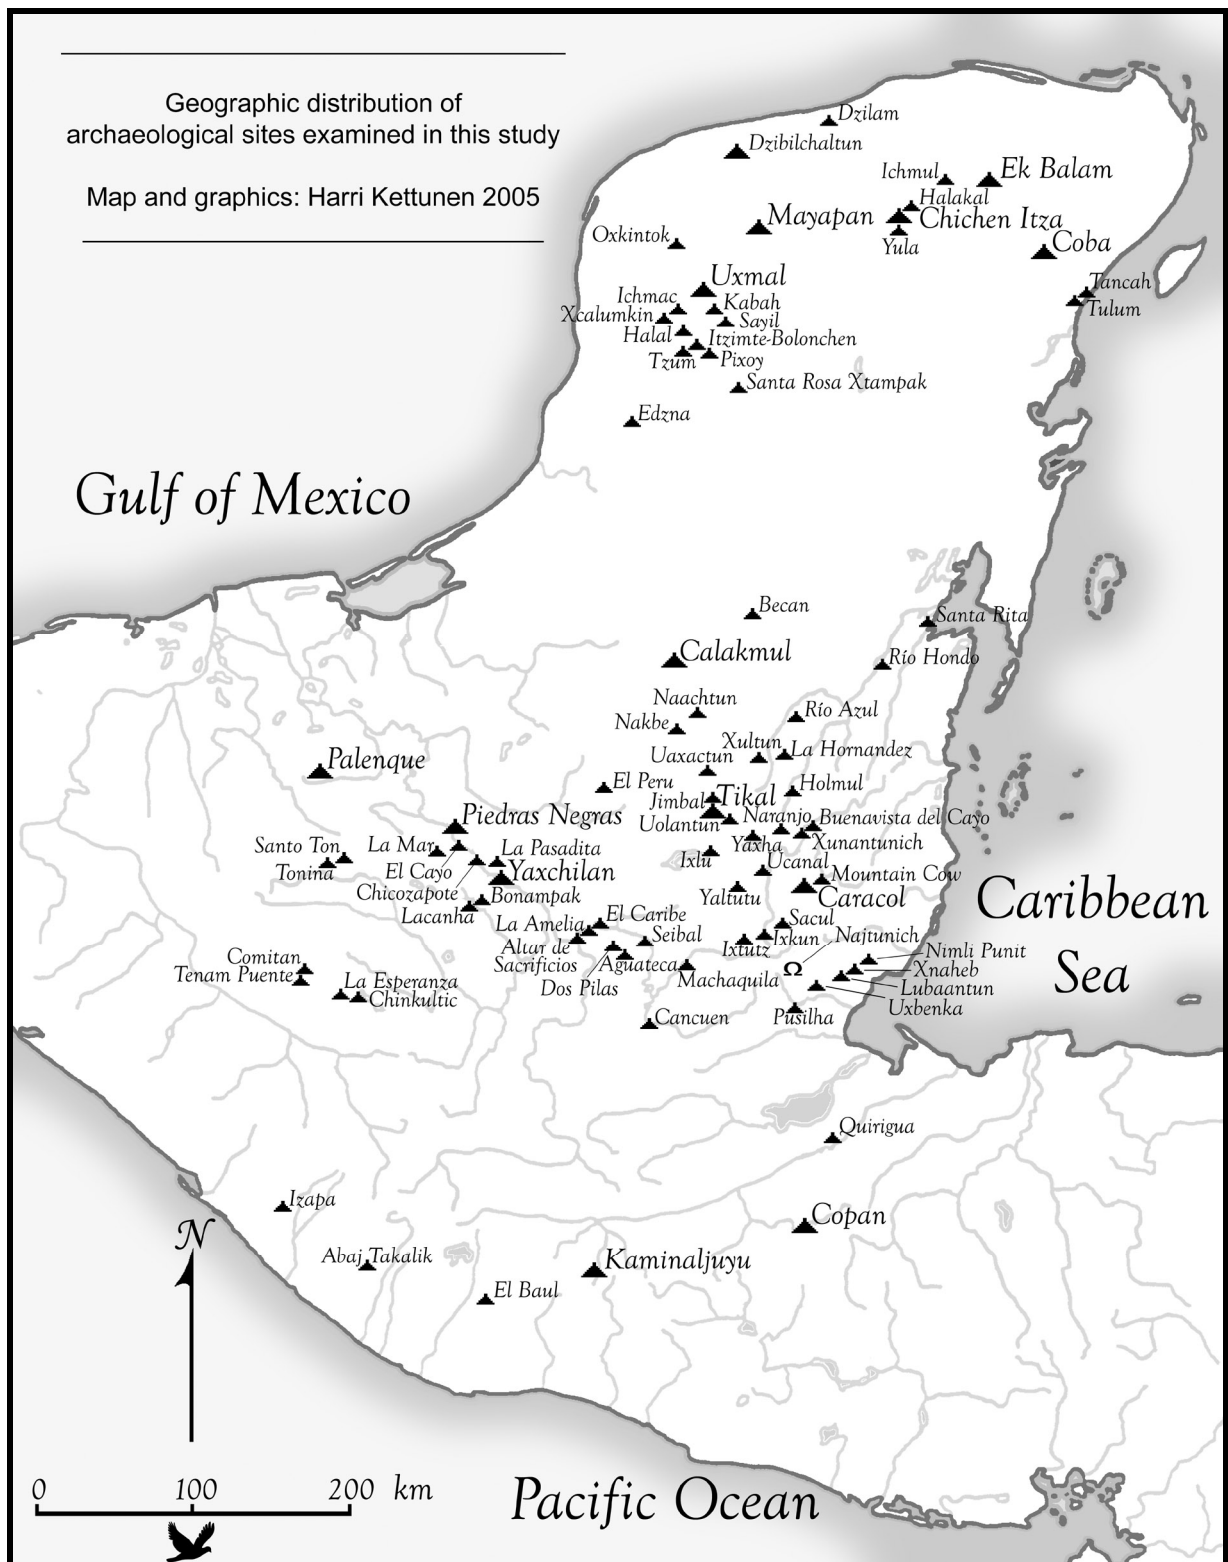 Geographic distribution of
archaeological sites examined in this study
Map and graphics: Harri Kettunen 2005
Dzilam
Dzibilchaltun
Ichmul
Ek Balam
Halakal
Mayapan
Chichen Itza
Oxkintok
Yula
Coba
Uxmal
Tancah
Ichmac
Kabah
Tulum
Xcalumkin
Sayil
Halal
Itzimte-Bolonchen
Tzum
Pixoy
Santa Rosa Xtampak
Edzna
Gulf of Mexico
Becan
Santa Rita
Calakmul
Río Hondo
Naachtun
Río Azul
Nakbe
Xultun
La Hornandez
Uaxactun
Palenque
El Peru
Holmul
Jimbal
Tikal
Piedras Negras
Uolantun
Naranjo
Buenavista del Cayo
Santo Ton
La Mar
La Pasadita
Yaxha
Xunantunich
Tonina
El Cayo
Yaxchilan
Ixlu
Ucanal
Mountain Cow
Chicozapote
Bonampak
Yaltutu
Caracol
Caribbean
Sea
Lacanha
La Amelia
El Caribe
Sacul
Altar de
Sacrificios
Seibal
Ixtutz
Ixkun
Najtunich
Comitan
Aguateca
Nimli Punit
Tenam Puente
La Esperanza
Dos Pilas
Machaquila
Ω
Xnaheb
Chinkultic
Lubaantun
Cancuen
Pusilha
Uxbenka
Quirigua
Izapa
Copan
N
Abaj Takalik
Kaminaljuyu
El Baul
0 100 200 km
Pacific Ocean